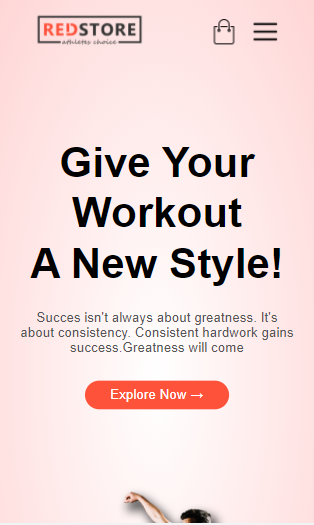 REDSTORE
athletes choice
Give Your
Workout
A New Style!
Succes isn't always about greatness. It's
about consistency. Consistent hardwork gains
success.Greatness will come
Explore Now →